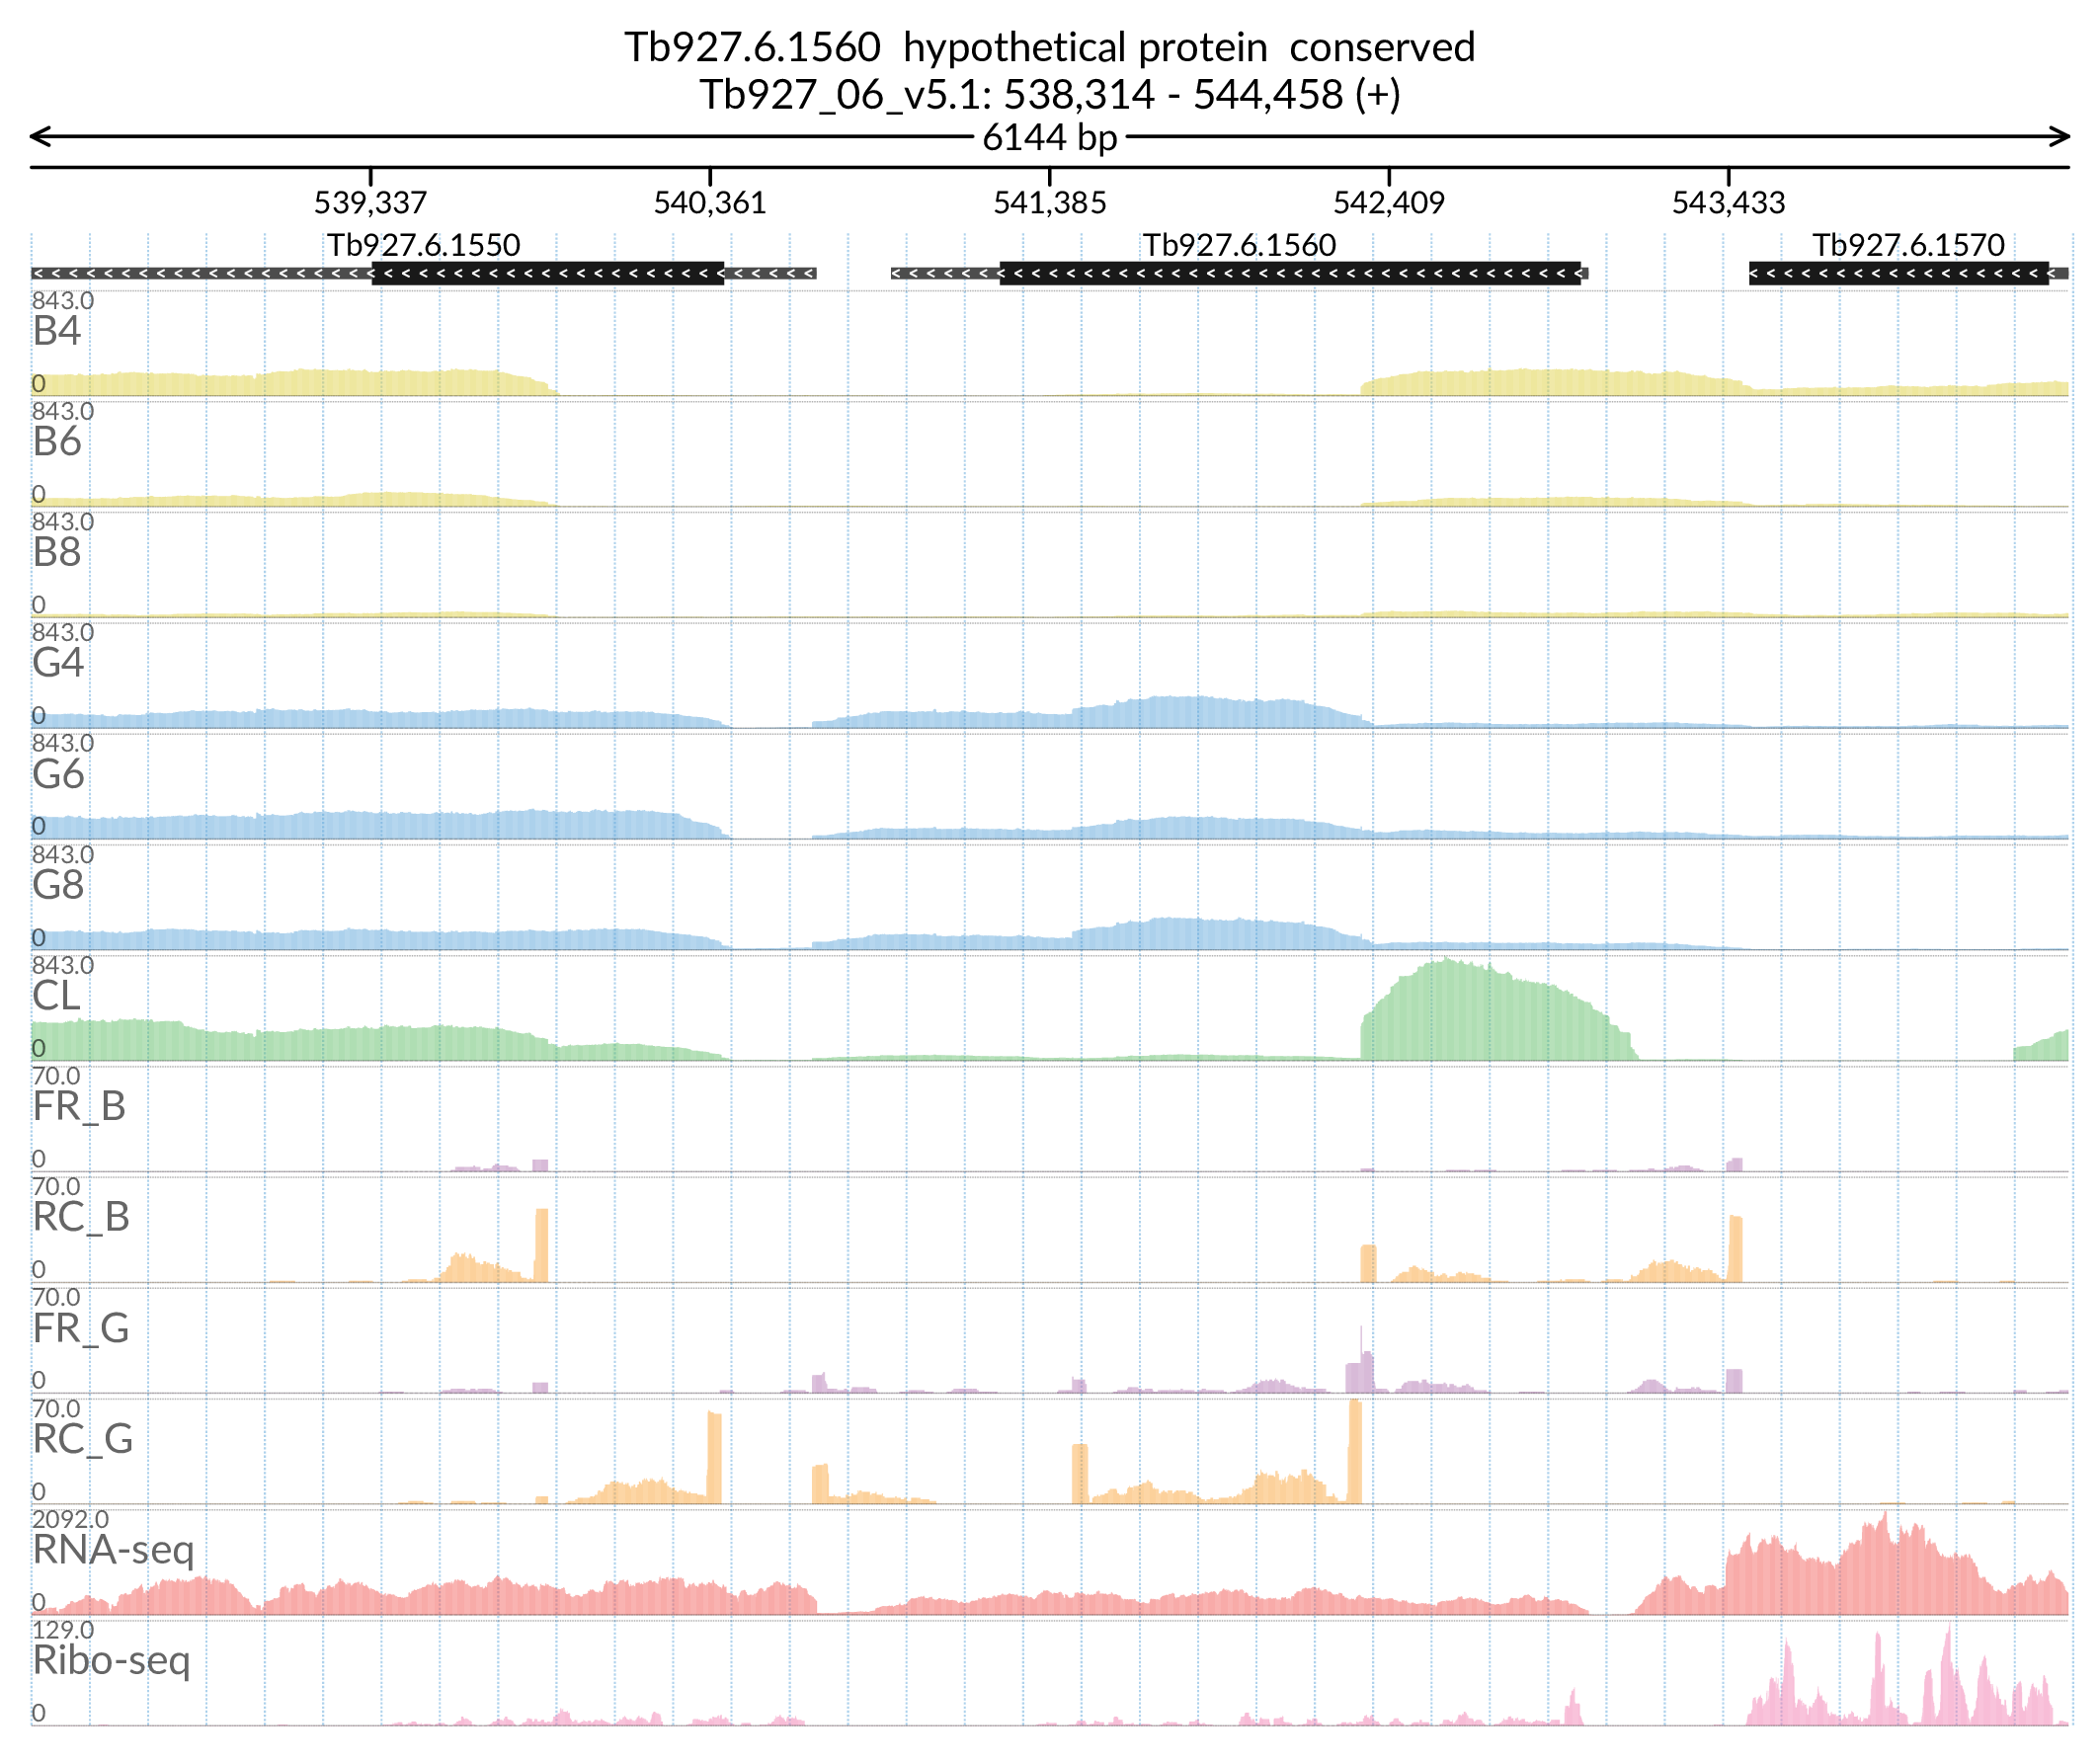 Tb927.6.1560  hypothetical protein  conserved
Tb927_06_v5.1: 538,314 - 544,458 (+)
6144 bp
539,337 540,361 541,385 542,409 543,433
Tb927.6.1550 Tb927.6.1560 Tb927.6.1570
843.0
B4
0
843.0
B6
0
843.0
B8
0
843.0
G4
0
843.0
G6
0
843.0
G8
0
843.0
CL
0
70.0
FR_B
0
70.0
RC_B
0
70.0
FR_G
0
70.0
RC_G
0
2092.0
RNA-seq
0
129.0
Ribo-seq
0